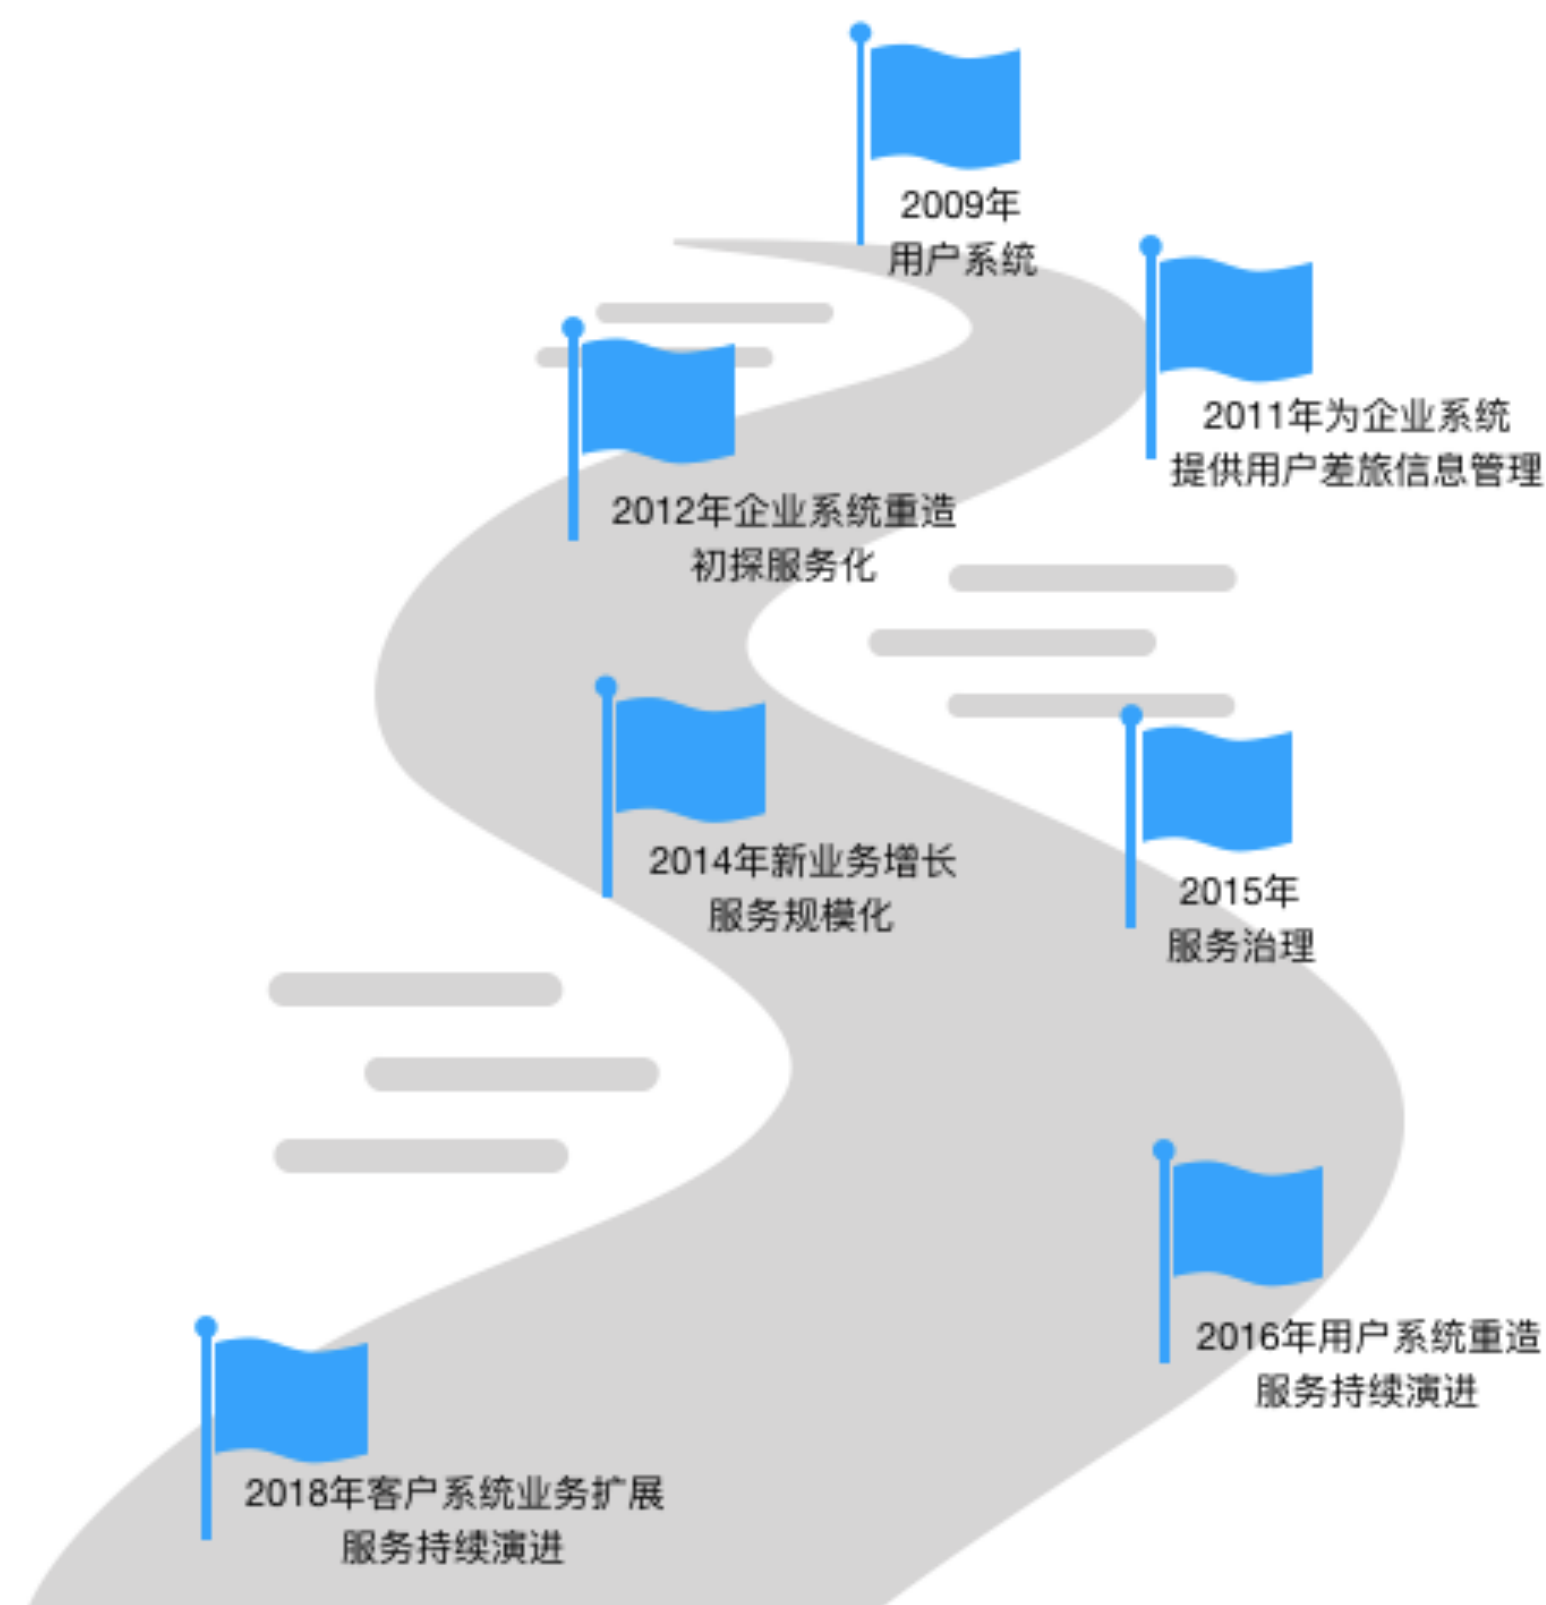 2009年
用户系统
2011年为企业系统
提供用户差旅信息管理
2012年企业系统重造
初探服务化
2014年新业务增长
服务规模化
2015年
服务治理
2016年用户系统重造
服务持续演进
2018年客户系统业务扩展
服务持续演进